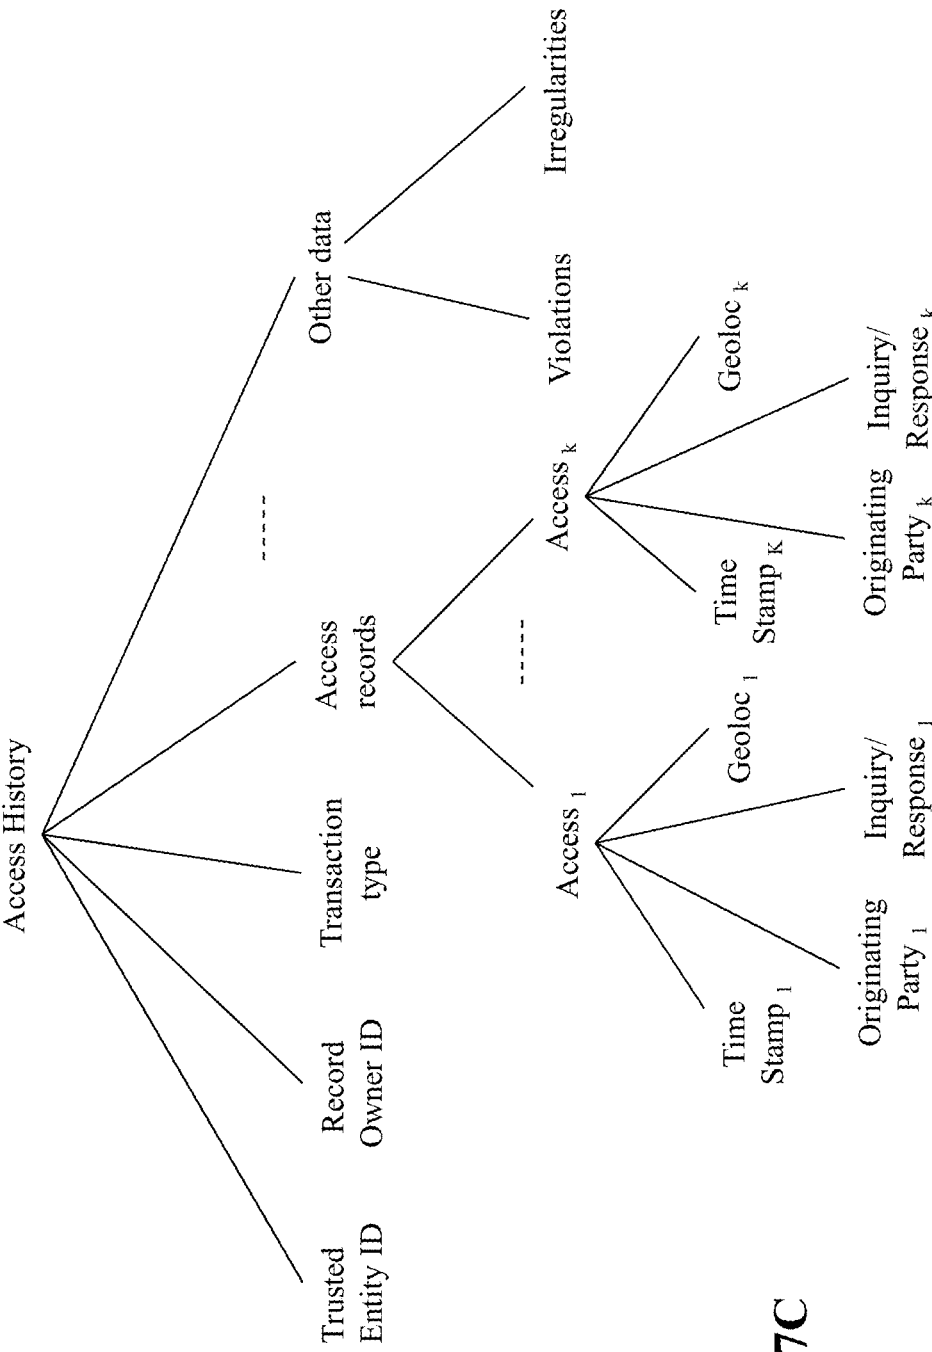 Access History
Trusted
Entity ID
Record
Owner ID
Transaction
type
Access
records
-----
Other data
Access 1
-----
Access k
Violations
Irregularities
Time
Stamp 1
Geoloc 1
Time
Stamp K
Geoloc k
Originating
Party 1
Inquiry/
Response 1
Originating
Party k
Inquiry/
Response k
7C